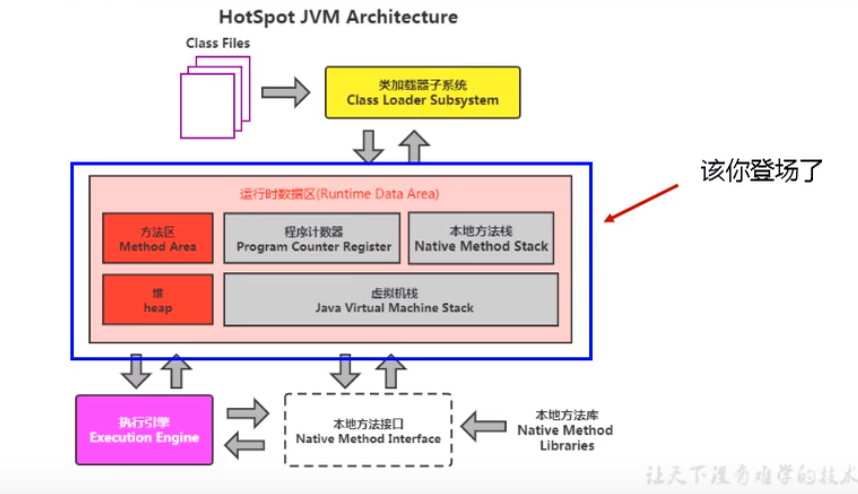 HotSpot JVM Architecture
Class Files
类加载器子系统
Class Loader Subsystem
该你登场了
运行时数据区(Runtime Data Area)
方法区
Method Area
程序计数器
Program Counter Register
本地方法栈
Native Method Stack
堆
heap
虚拟机栈
Java Virtual Machine Stack
执行引擎
Execution Engine
本地方法接口
Native Method Interface
本地方法库
Native Method
Libraries
让天下没有难学的技术